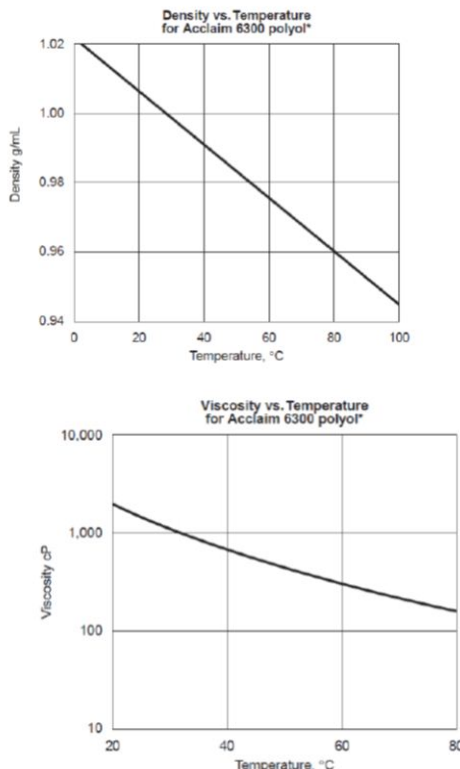 Density vs. Temperature
for Acclaim 6300 polyol*
1.02
1.00
0.98
0.96
0.94
Density g/mL
0
20
40
60
80
100
Temperature, °C
Viscosity vs. Temperature
for Acclaim 6300 polyol*
10,000
1,000
100
10
Viscosity cP
20
40
60
80
Temperature, °C